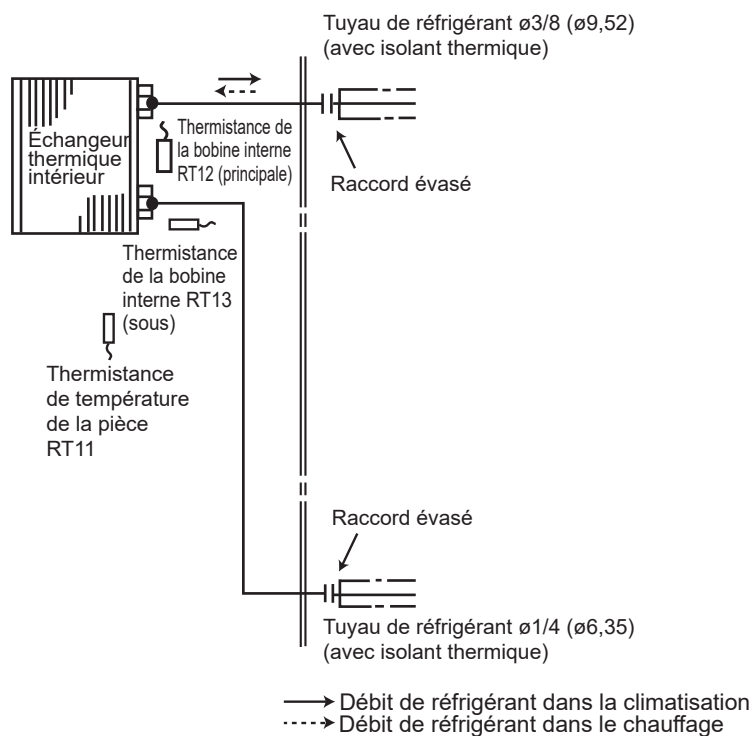 Tuyau de réfrigérant ø3/8 (ø9,52)
(avec isolant thermique)
Échangeur
thermique
intérieur
Thermistance de
la bobine interne
RT12 (principale)
Raccord évasé
Thermistance
de la bobine
interne RT13
(sous)
Thermistance
de température
de la pièce
RT11
Raccord évasé
Tuyau de réfrigérant ø1/4 (ø6,35)
(avec isolant thermique)
Débit de réfrigérant dans la climatisation
Débit de réfrigérant dans le chauffage